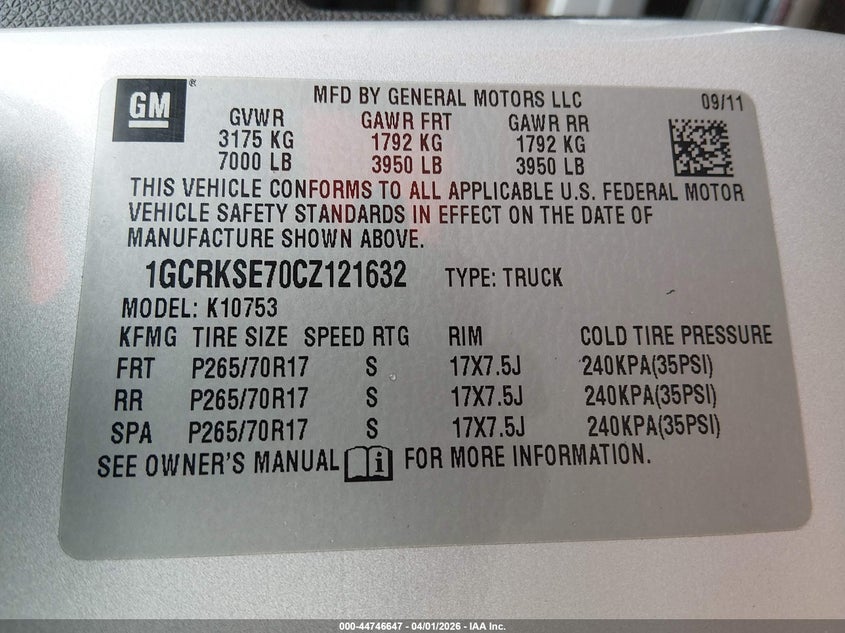 GM ®
MFD BY GENERAL MOTORS LLC 09/11
GVWR GAWR FRT GAWR RR
3175 KG 1792 KG 1792 KG
7000 LB 3950 LB 3950 LB
THIS VEHICLE CONFORMS TO ALL APPLICABLE U.S. FEDERAL MOTOR
VEHICLE SAFETY STANDARDS IN EFFECT ON THE DATE OF
MANUFACTURE SHOWN ABOVE.
1GCRKSE70CZ121632 TYPE: TRUCK
MODEL: K10753
KFMG TIRE SIZE SPEED RTG RIM COLD TIRE PRESSURE
FRT P265/70R17 S 17X7.5J 240KPA(35PSI)
RR P265/70R17 S 17X7.5J 240KPA(35PSI)
SPA P265/70R17 S 17X7.5J 240KPA(35PSI)
SEE OWNER'S MANUAL i FOR MORE INFORMATION.
000-44746647 - 04/01/2026 - IAA Inc.